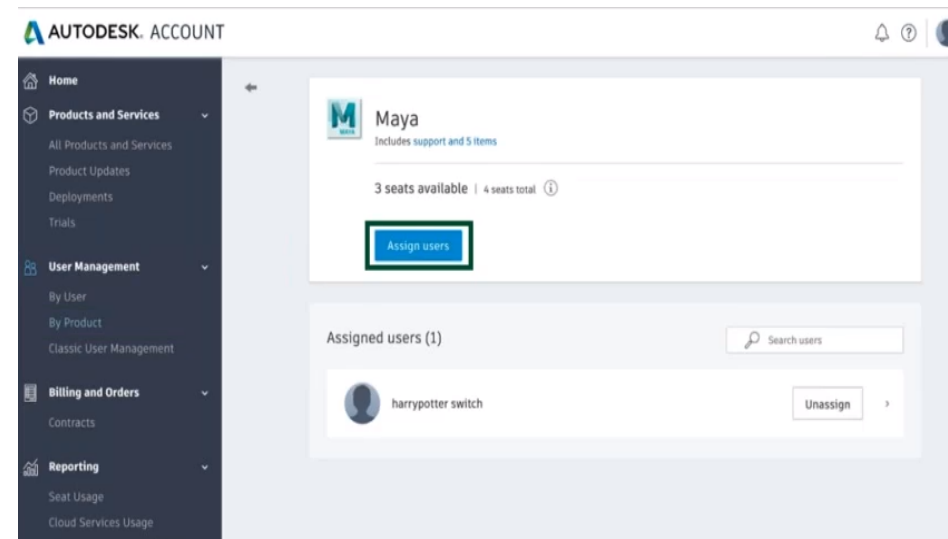 AUTODESK. ACCOUNT
Home
Products and Services
All Products and Services
Product Updates
Deployments
Trials
User Management
By User
By Product
Classic User Management
Billing and Orders
Contracts
Reporting
Seat Usage
Cloud Services Usage
MAYA
Maya
Includes support and 5 items
3 seats available | 4 seats total
Assign users
Assigned users (1)
Search users
harrypotter switch
Unassign